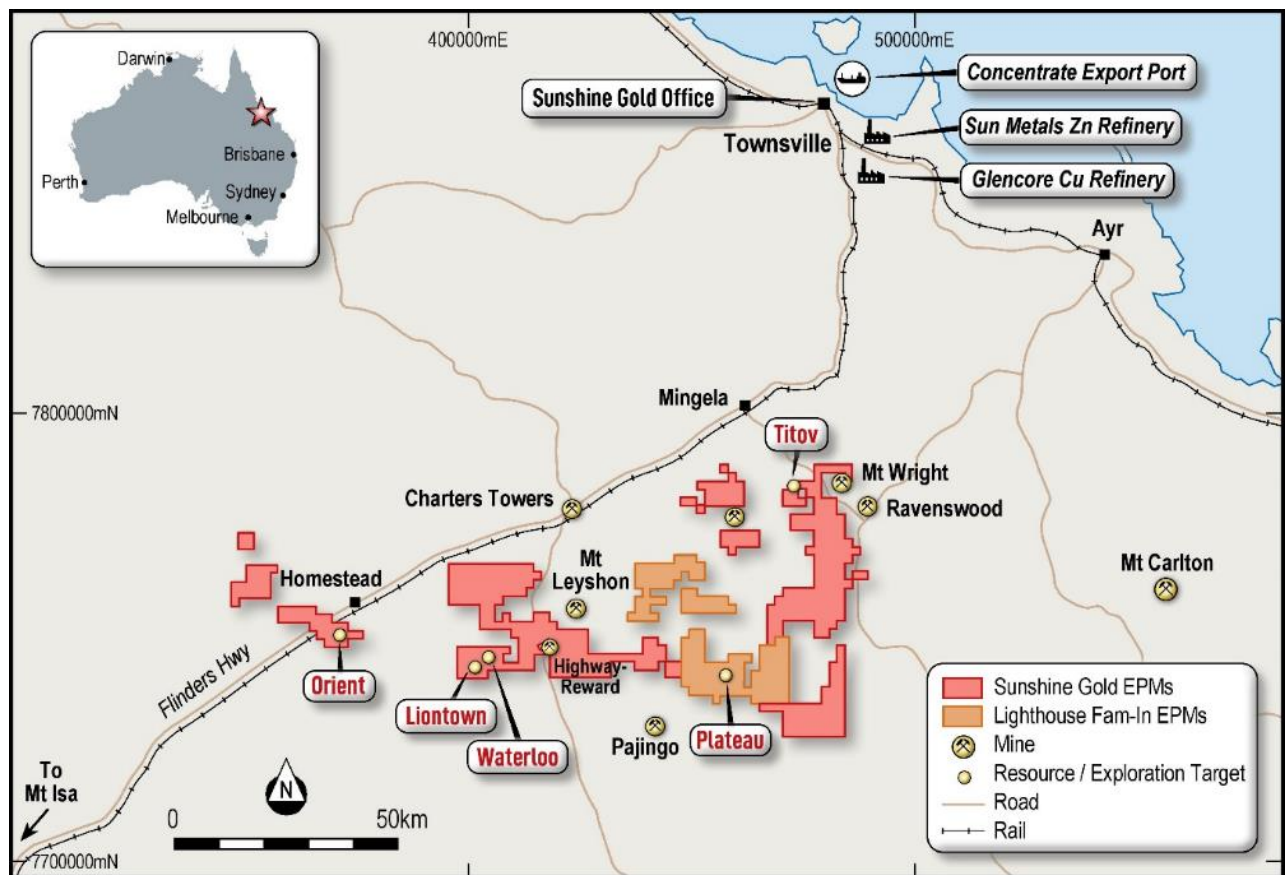 400000mE
500000mE
Darwin
Brisbane
Perth
Sydney
Melbourne
Concentrate Export Port
Sunshine Gold Office
Townsville
Sun Metals Zn Refinery
Glencore Cu Refinery
Ayr
7800000mN
Mingela
Titov
Mt Wright
Charters Towers
Ravenswood
Mt
Leyshon
Homestead
Mt Carlton
Highway-
Reward
Orient
Flinders Hwy
Liontown
Waterloo
Pajingo
Plateau
To
Mt Isa
N
0
50km
7700000mN
Legend
Sunshine Gold EPMs
Lighthouse Fam-In EPMs
Mine
Resource / Exploration Target
Road
Rail